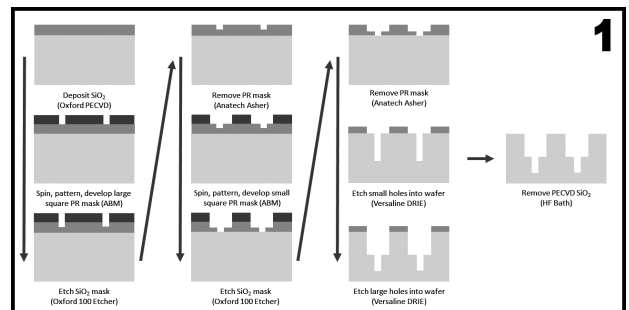 1
Deposit SiO₂
(Oxford PECVD)
Spin, pattern, develop large
square PR mask (ABM)
Etch SiO₂ mask
(Oxford 100 Etcher)
Remove PR mask
(Anatech Asher)
Spin, pattern, develop small
square PR mask (ABM)
Etch SiO₂ mask
(Oxford 100 Etcher)
Remove PR mask
(Anatech Asher)
Etch small holes into wafer
(Versaline DRIE)
Etch large holes into wafer
(Versaline DRIE)
Remove PECVD SiO₂
(HF Bath)